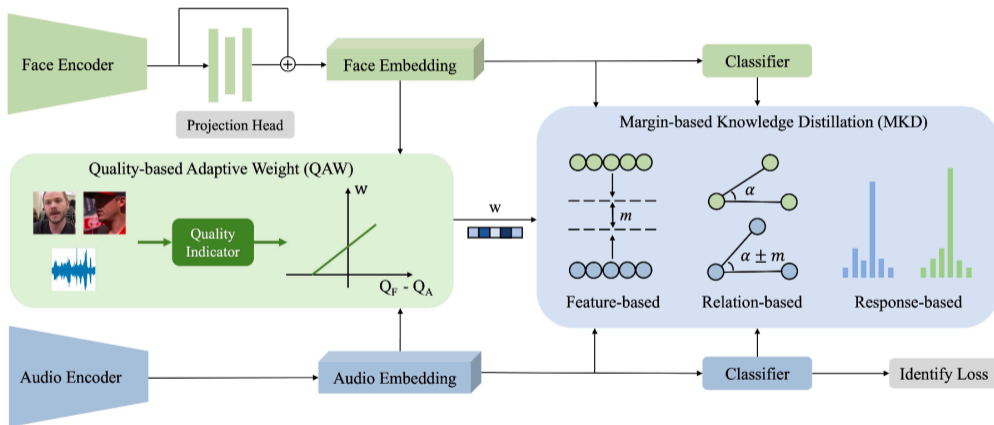 Face Encoder
Projection Head
Face Embedding
Classifier
Margin-based Knowledge Distillation (MKD)
Quality-based Adaptive Weight (QAW)
w
Quality
Indicator
Q_F - Q_A
w
m
α
α ± m
Feature-based
Relation-based
Response-based
Audio Encoder
Audio Embedding
Classifier
Identify Loss